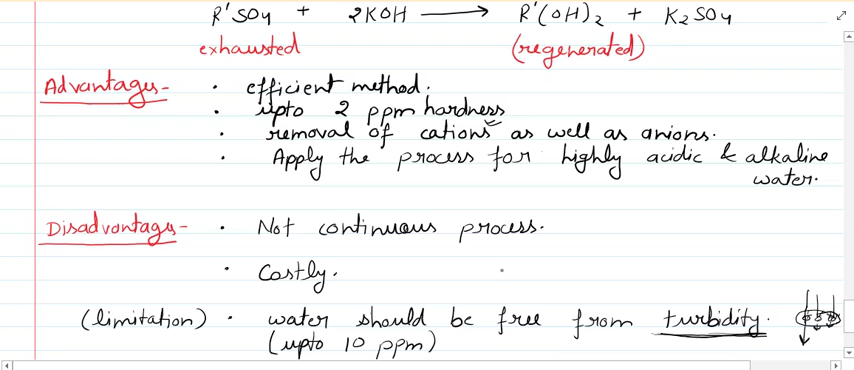 R'SO4 + 2KOH ⟶ R'(OH)2 + K2SO4
exhausted (regenerated)
Advantages - · efficient method.
· upto 2 ppm hardness
· removal of cations as well as anions.
· Apply the process for highly acidic & alkaline
water.
Disadvantages - · Not continuous process.
· Costly.
(limitation) · water should be free from turbidity.
(upto 10 ppm)